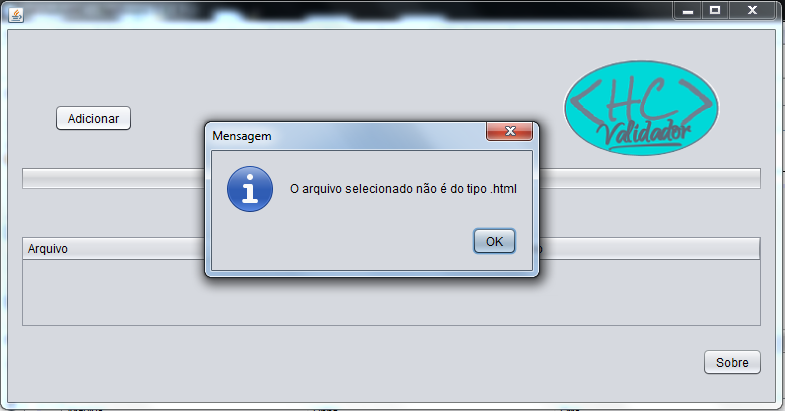 Adicionar
<HC>
Validador
Mensagem
O arquivo selecionado não é do tipo .html
OK
Arquivo
Sobre